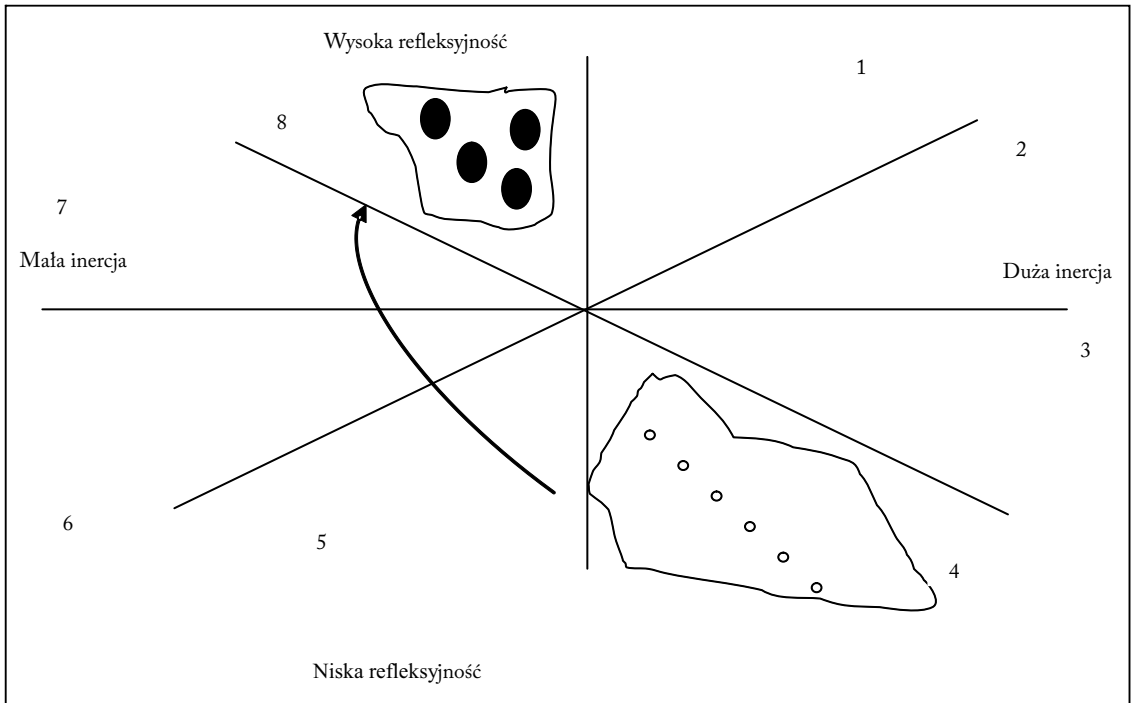 Wysoka refleksyjność
1
8
2
7
Mała inercja
Duża inercja
3
6
5
4
Niska refleksyjność